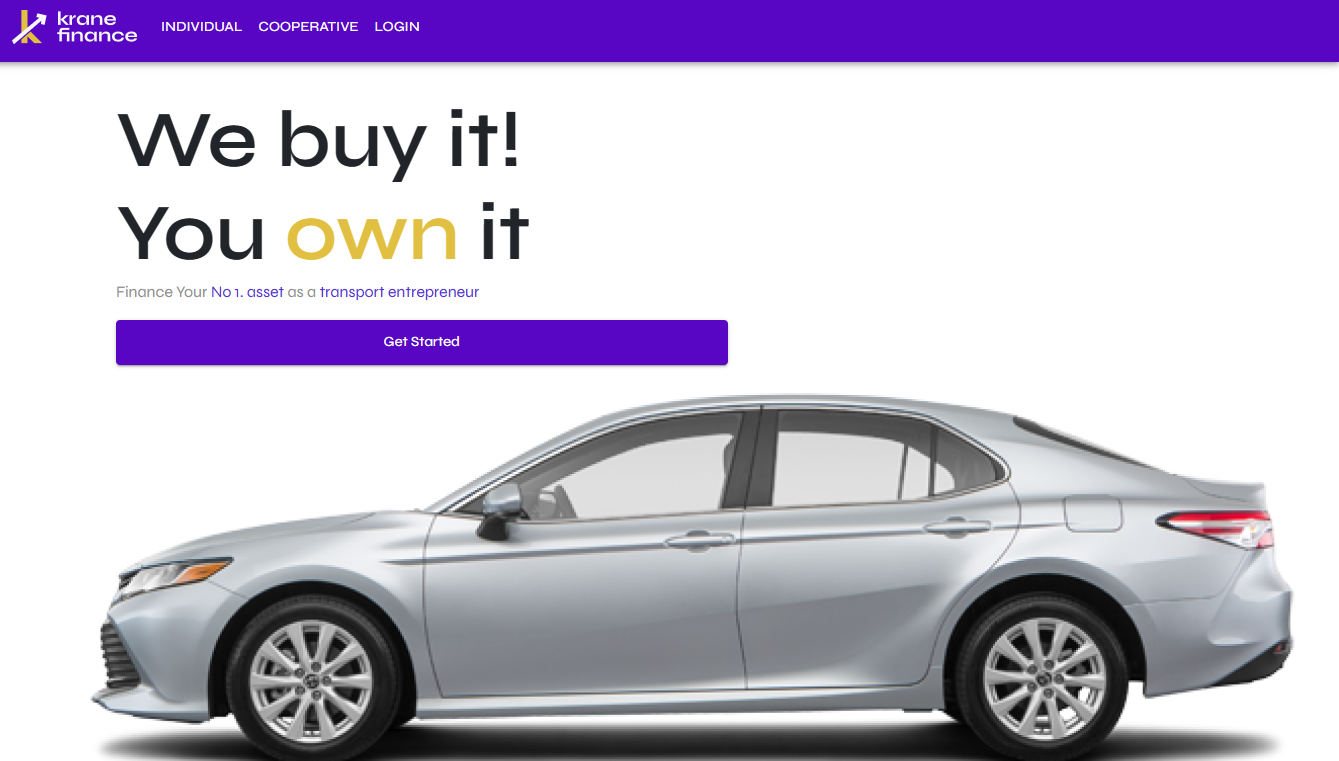 krane
finance
INDIVIDUAL COOPERATIVE LOGIN
We buy it!
You own it
Finance Your No 1. asset as a transport entrepreneur
Get Started